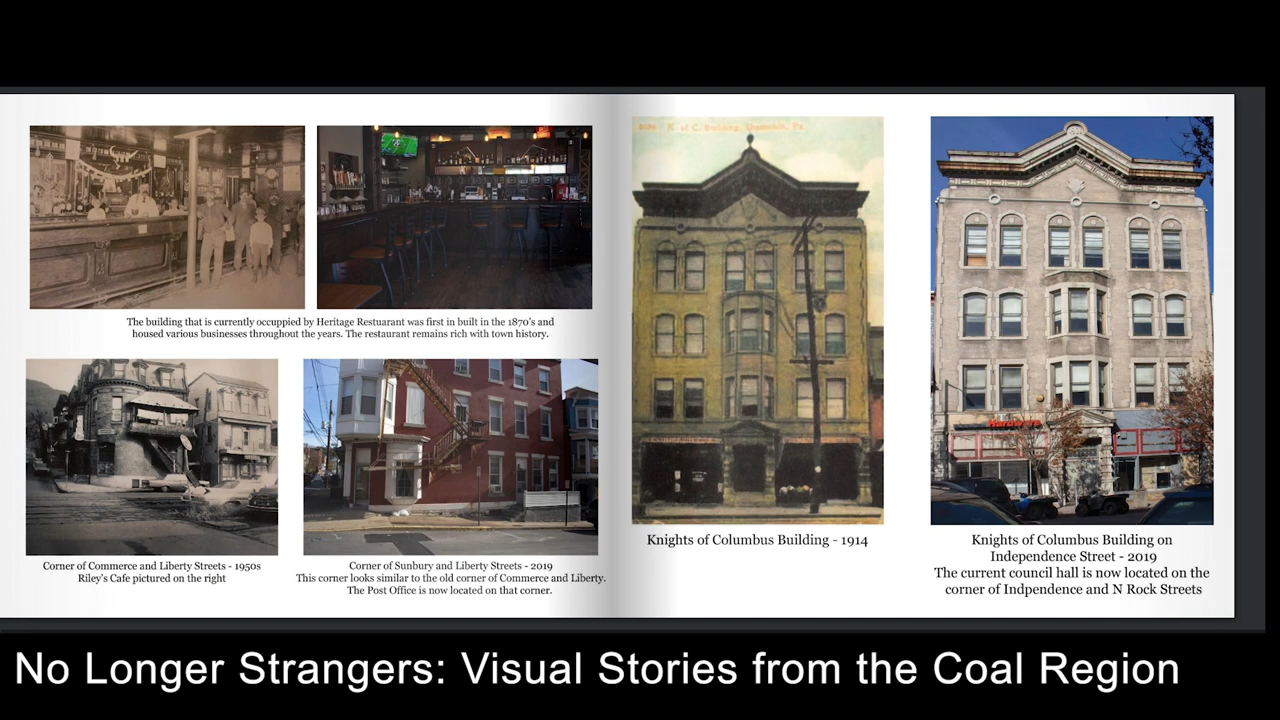 The building that is currently occuppied by Heritage Restuarant was first in built in the 1870's and
housed various businesses throughout the years. The restaurant remains rich with town history.
Corner of Commerce and Liberty Streets - 1950s
Riley's Cafe pictured on the right
Corner of Sunbury and Liberty Streets - 2019
This corner looks similar to the old corner of Commerce and Liberty.
The Post Office is now located on that corner.
K. of C. Building, Shamokin, Pa.
Knights of Columbus Building - 1914
Hardware
Knights of Columbus Building on
Independence Street - 2019
The current council hall is now located on the
corner of Indpendence and N Rock Streets
No Longer Strangers: Visual Stories from the Coal Region